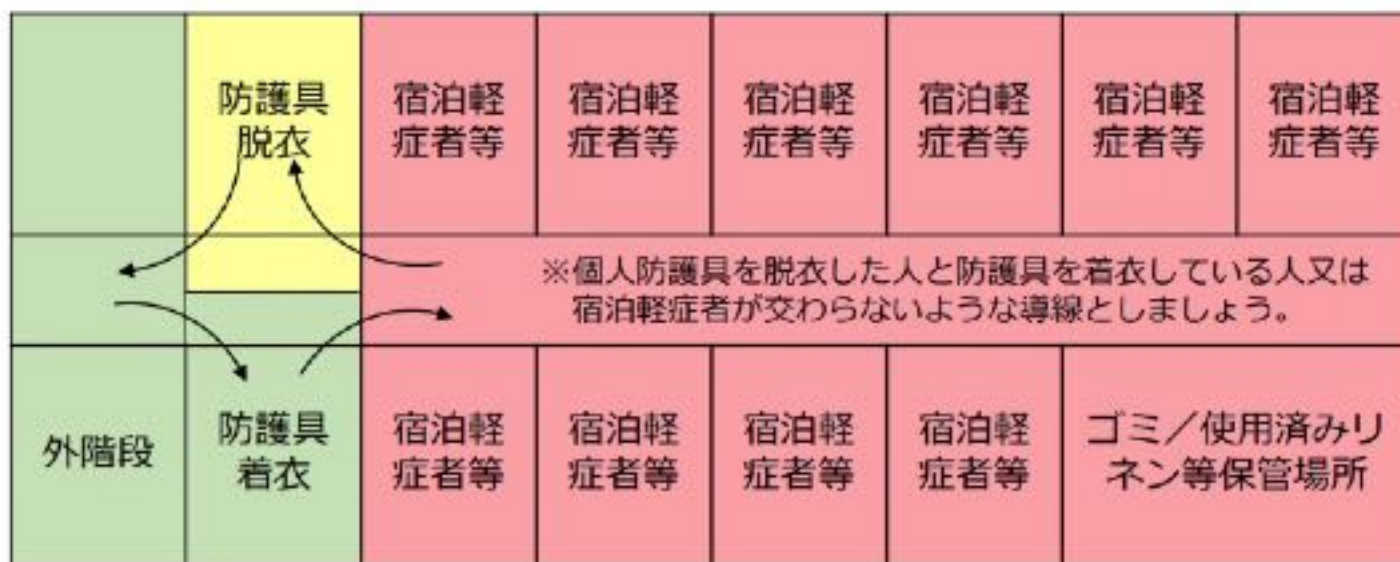 防護具
脱衣
宿泊軽
症者等
宿泊軽
症者等
宿泊軽
症者等
宿泊軽
症者等
宿泊軽
症者等
宿泊軽
症者等
※個人防護具を脱衣した人と防護具を着衣している人又は
宿泊軽症者が交わらないような導線としましょう。
外階段
防護具
着衣
宿泊軽
症者等
宿泊軽
症者等
宿泊軽
症者等
宿泊軽
症者等
ゴミ／使用済みリ
ネン等保管場所